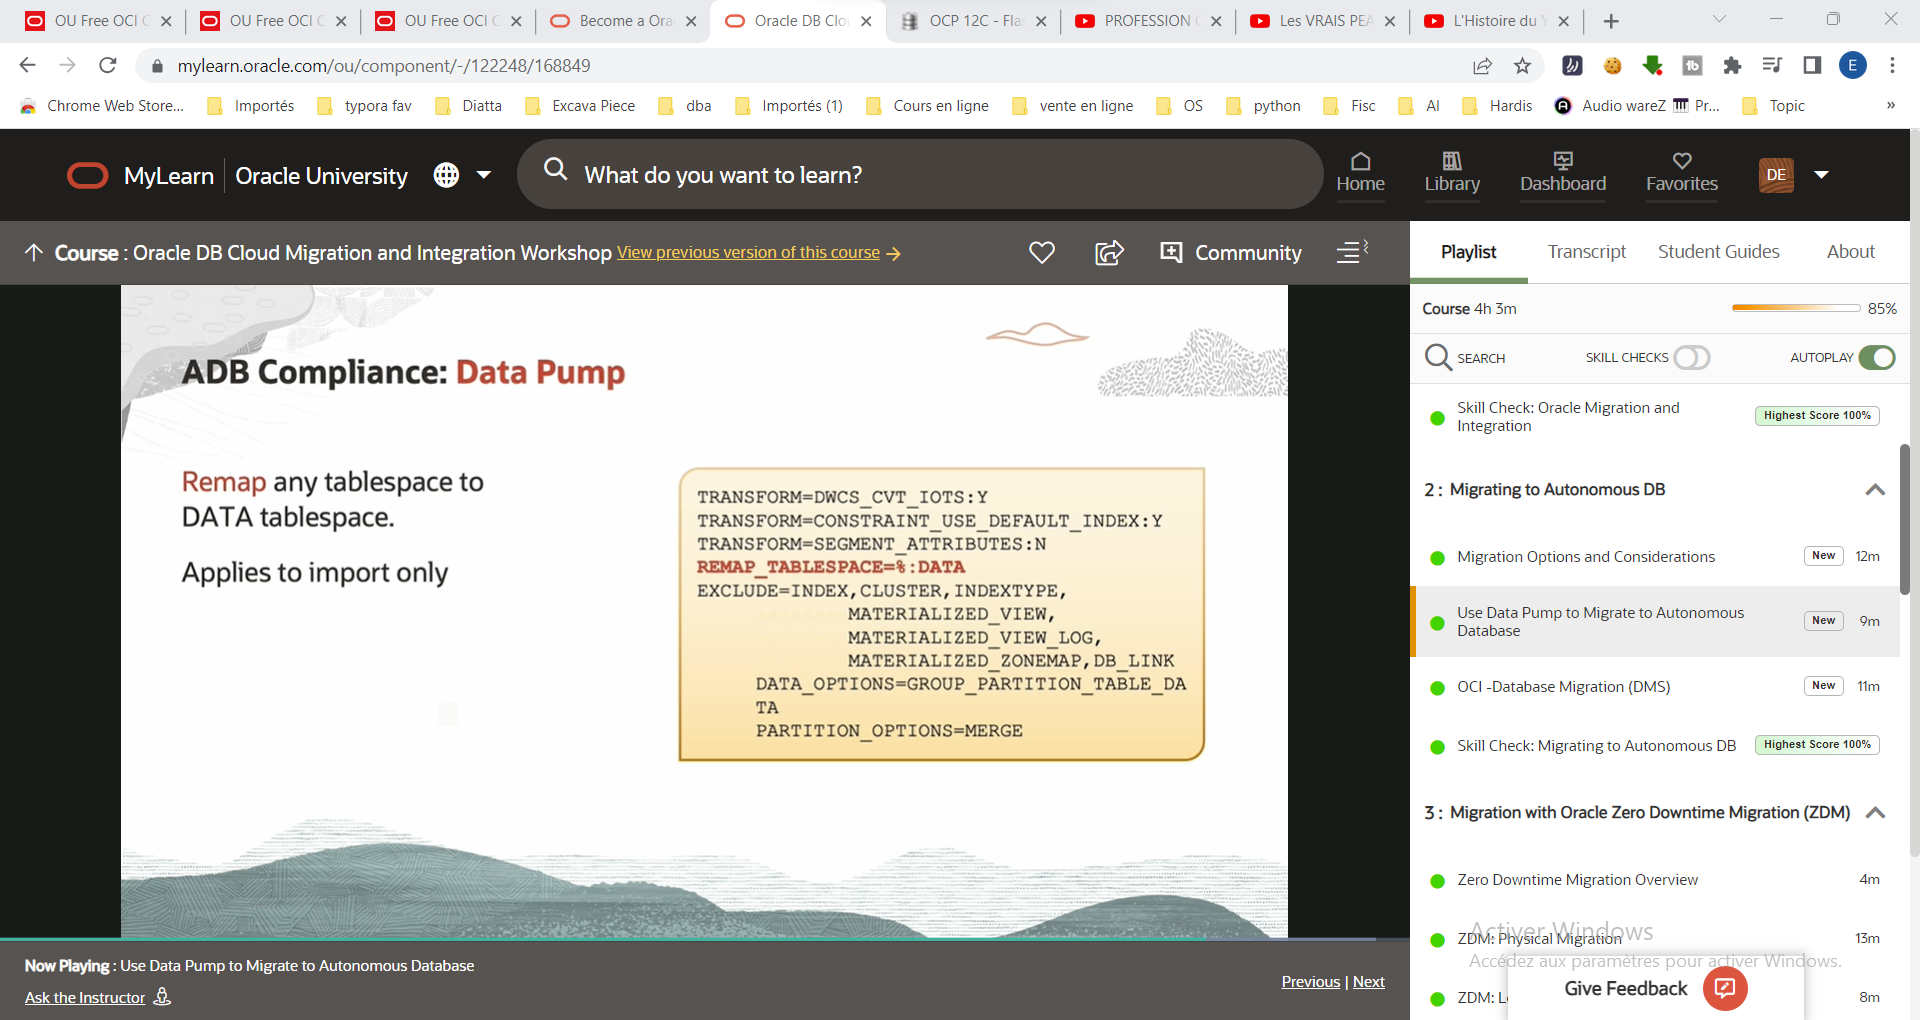 OU Free OCI C
OU Free OCI C
OU Free OCI C
Become a Ora
Oracle DB Clo
OCP 12C - Fla
PROFESSION
Les VRAIS PEA
L'Histoire du Y
mylearn.oracle.com/ou/component/-/122248/168849
E
Chrome Web Store...
Importés
typora fav
Diatta
Excava Piece
dba
Importés (1)
Cours en ligne
vente en ligne
OS
python
Fisc
AI
Hardis
Audio wareZ
Pr...
Topic
»
MyLearn
Oracle University
What do you want to learn?
Home
Library
Dashboard
Favorites
DE
Course : Oracle DB Cloud Migration and Integration Workshop View previous version of this course →
Community
ADB Compliance: Data Pump
Remap any tablespace to
DATA tablespace.
Applies to import only
TRANSFORM=DWCS_CVT_IOTS:Y
TRANSFORM=CONSTRAINT_USE_DEFAULT_INDEX:Y
TRANSFORM=SEGMENT_ATTRIBUTES:N
REMAP_TABLESPACE=%:DATA
EXCLUDE=INDEX,CLUSTER,INDEXTYPE,
MATERIALIZED_VIEW,
MATERIALIZED_VIEW_LOG,
MATERIALIZED_ZONEMAP,DB_LINK
DATA_OPTIONS=GROUP_PARTITION_TABLE_DA
TA
PARTITION_OPTIONS=MERGE
Now Playing : Use Data Pump to Migrate to Autonomous Database
Ask the Instructor
Previous | Next
Playlist
Transcript
Student Guides
About
Course 4h 3m
85%
SEARCH
SKILL CHECKS
AUTOPLAY
Skill Check: Oracle Migration and
Integration
Highest Score 100%
2 : Migrating to Autonomous DB
Migration Options and Considerations
New
12m
Use Data Pump to Migrate to Autonomous
Database
New
9m
OCI -Database Migration (DMS)
New
11m
Skill Check: Migrating to Autonomous DB
Highest Score 100%
3 : Migration with Oracle Zero Downtime Migration (ZDM)
Zero Downtime Migration Overview
4m
Activer Windows
ZDM: Physical Migration
13m
Accédez aux paramètres pour activer Windows.
Give Feedback
ZDM: L
8m